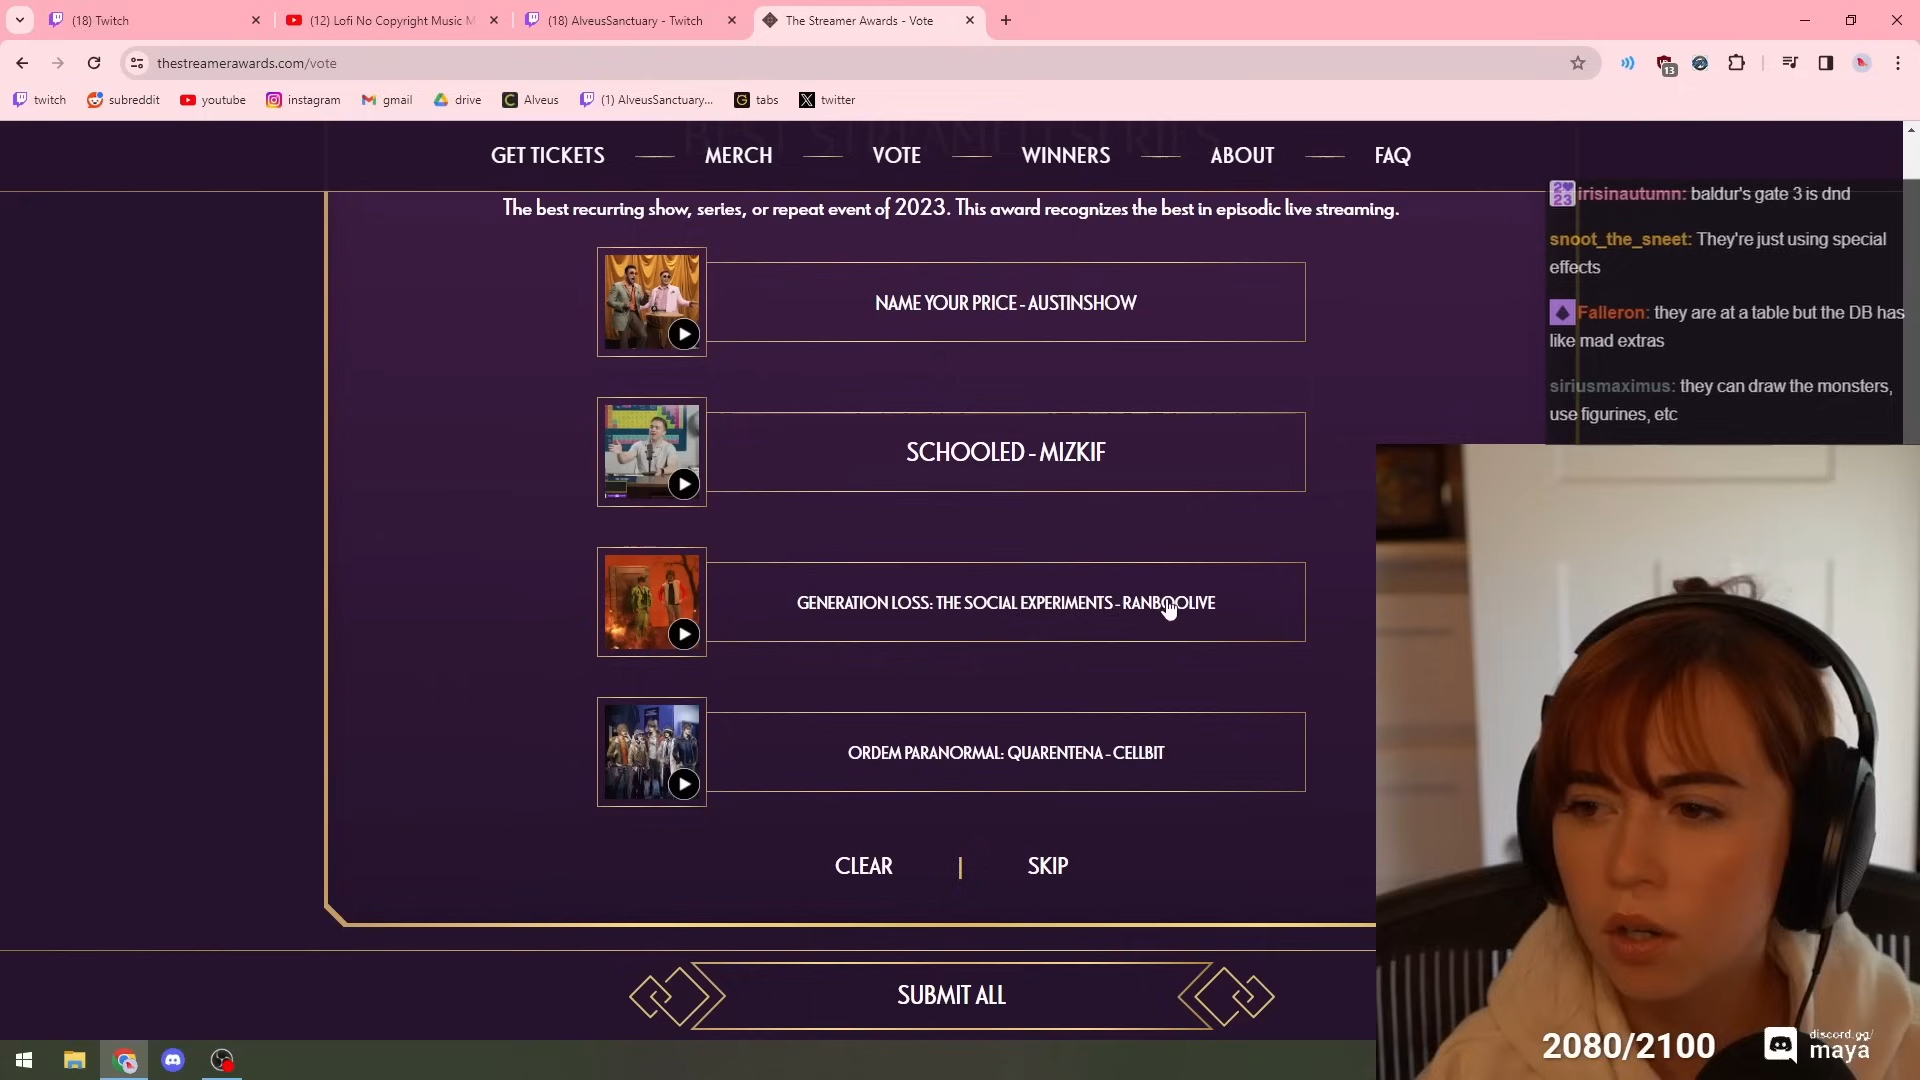 (18) Twitch
(12) Lofi No Copyright Music M
(18) AlveusSanctuary - Twitch
The Streamer Awards - Vote
thestreamerawards.com/vote
13
twitch
subreddit
youtube
instagram
gmail
drive
Alveus
(1) AlveusSanctuary...
tabs
twitter
BEST STREAMED SERIES
GET TICKETS
MERCH
VOTE
WINNERS
ABOUT
FAQ
The best recurring show, series, or repeat event of 2023. This award recognizes the best in episodic live streaming.
NAME YOUR PRICE - AUSTINSHOW
SCHOOLED - MIZKIF
GENERATION LOSS: THE SOCIAL EXPERIMENTS - RANBOOLIVE
ORDEM PARANORMAL: QUARENTENA - CELLBIT
CLEAR
|
SKIP
SUBMIT ALL
irisinautumn: baldur's gate 3 is dnd
snoot_the_sneet: They're just using special
effects
Falleron: they are at a table but the DB has
like mad extras
siriusmaximus: they can draw the monsters,
use figurines, etc
2080/2100
discord.gg/
maya